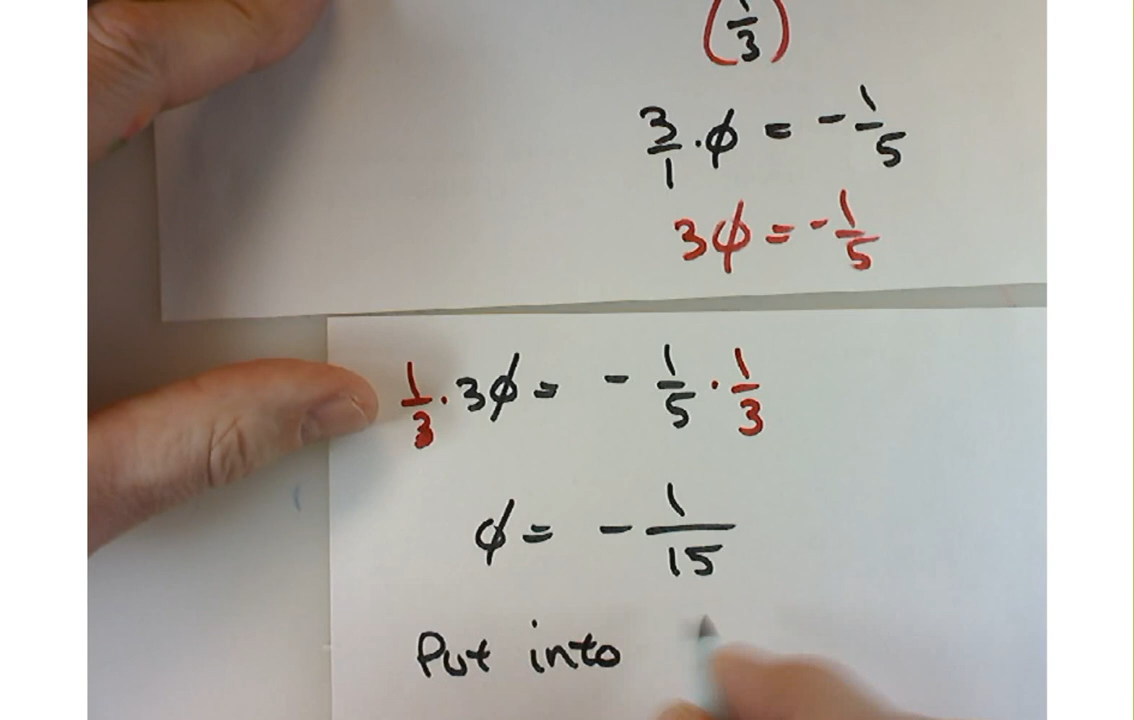 (1/3)
3/1 · ϕ = - 1/5
3ϕ = - 1/5
1/3 · 3ϕ = - 1/5 · 1/3
ϕ = - 1/15
Put into